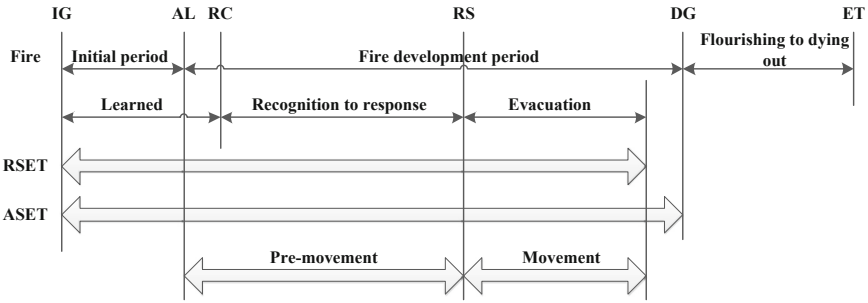 IG AL RC RS DG ET
Fire Initial period Fire development period Flourishing to dying
out
Learned Recognition to response Evacuation
RSET
ASET
Pre-movement Movement